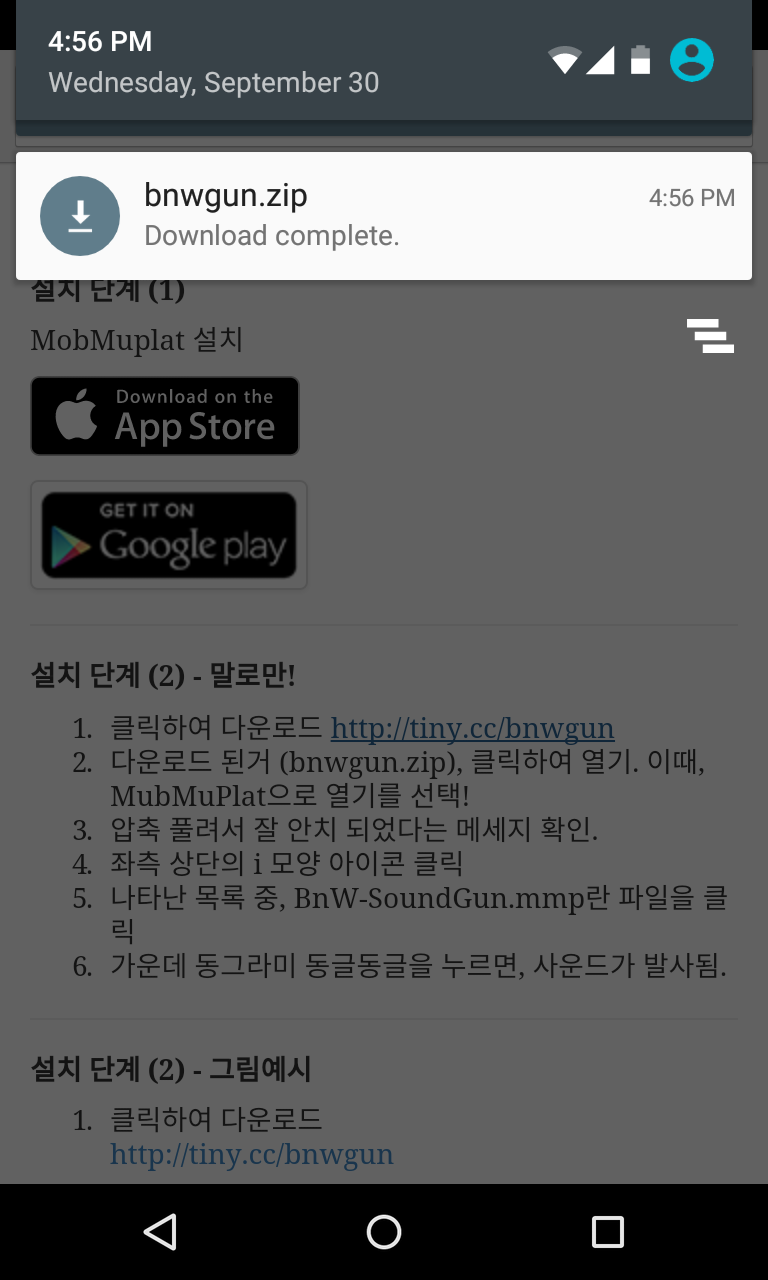 4:56 PM
Wednesday, September 30
bnwgun.zip
4:56 PM
Download complete.
설치 단계 (1)
MobMuplat 설치
Download on the
App Store
GET IT ON
Google play
설치 단계 (2) - 말로만!
1. 클릭하여 다운로드 http://tiny.cc/bnwgun
2. 다운로드 된거 (bnwgun.zip), 클릭하여 열기. 이때,
MubMuPlat으로 열기를 선택!
3. 압축 풀려서 잘 안치 되었다는 메세지 확인.
4. 좌측 상단의 i 모양 아이콘 클릭
5. 나타난 목록 중, BnW-SoundGun.mmp란 파일을 클
릭
6. 가운데 동그라미 동글동글을 누르면, 사운드가 발사됨.
설치 단계 (2) - 그림예시
1. 클릭하여 다운로드
http://tiny.cc/bnwgun